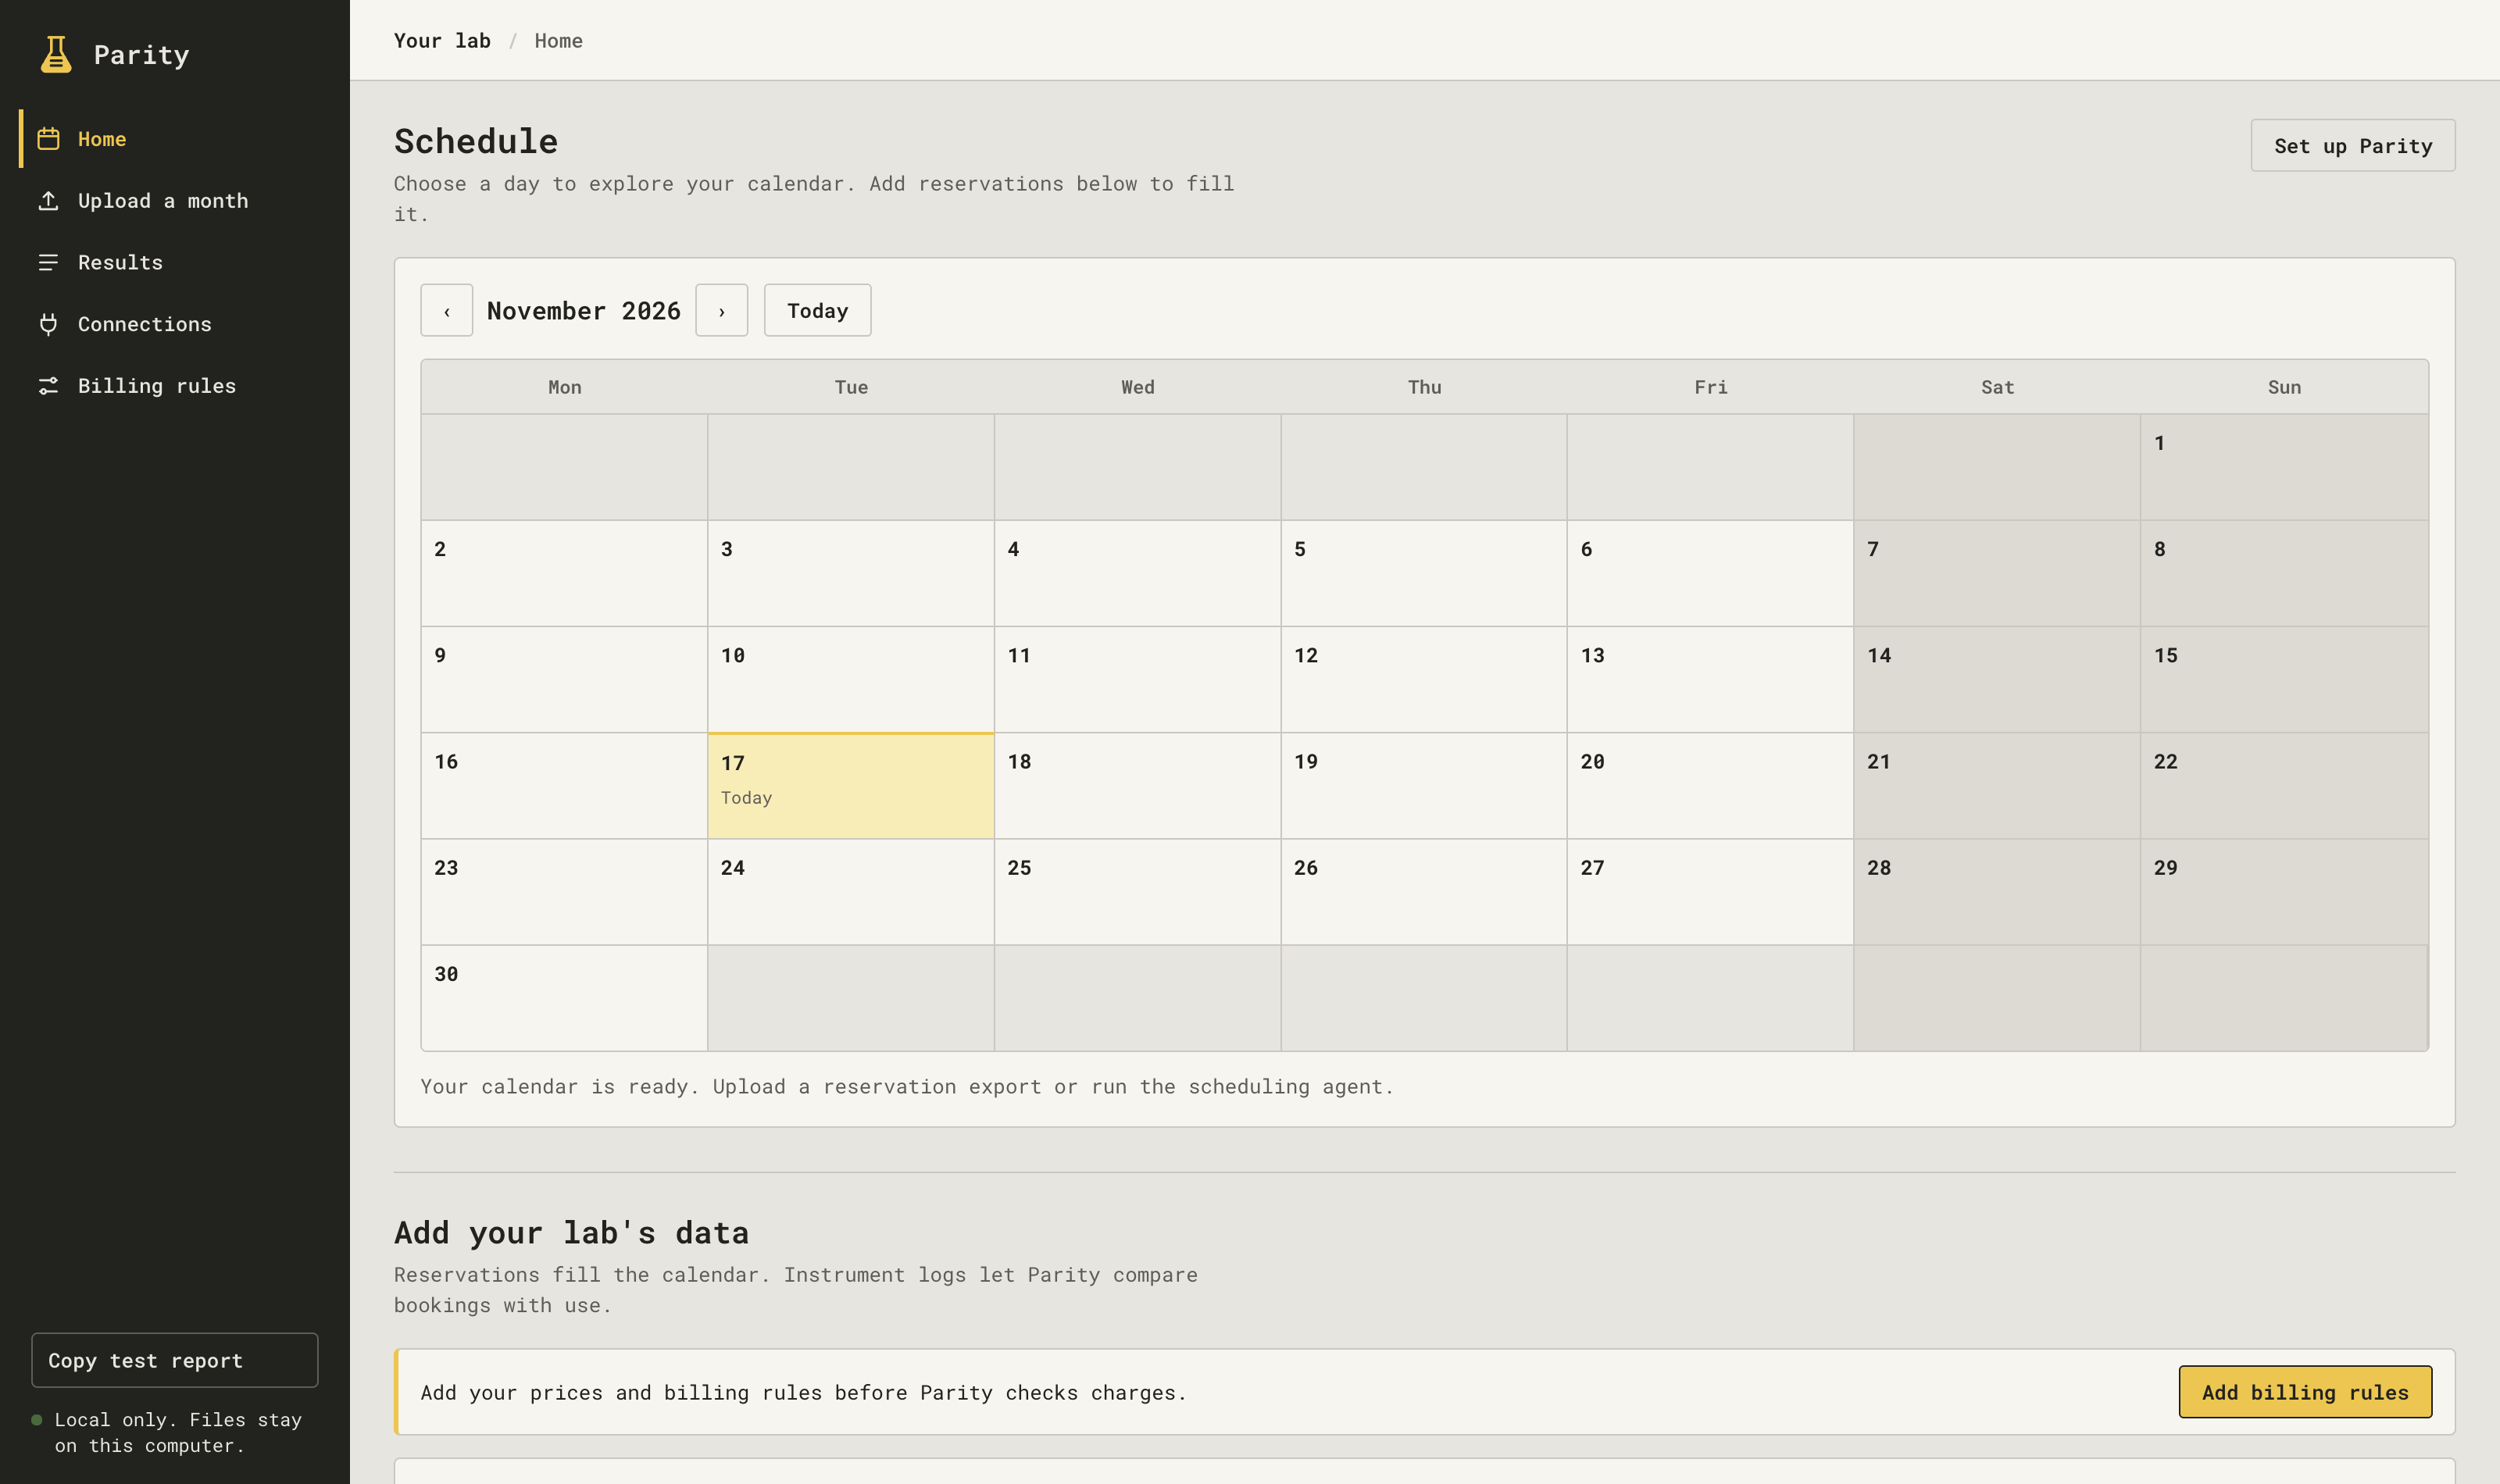 Parity
Home
Upload a month
Results
Connections
Billing rules
Copy test report
Local only. Files stay
on this computer.
Your lab / Home
Schedule
Set up Parity
Choose a day to explore your calendar. Add reservations below to fill
it.
‹ November 2026 › Today
Mon Tue Wed Thu Fri Sat Sun
1
2 3 4 5 6 7 8
9 10 11 12 13 14 15
16 17 18 19 20 21 22
Today
23 24 25 26 27 28 29
30
Your calendar is ready. Upload a reservation export or run the scheduling agent.
Add your lab's data
Reservations fill the calendar. Instrument logs let Parity compare
bookings with use.
Add your prices and billing rules before Parity checks charges.
Add billing rules